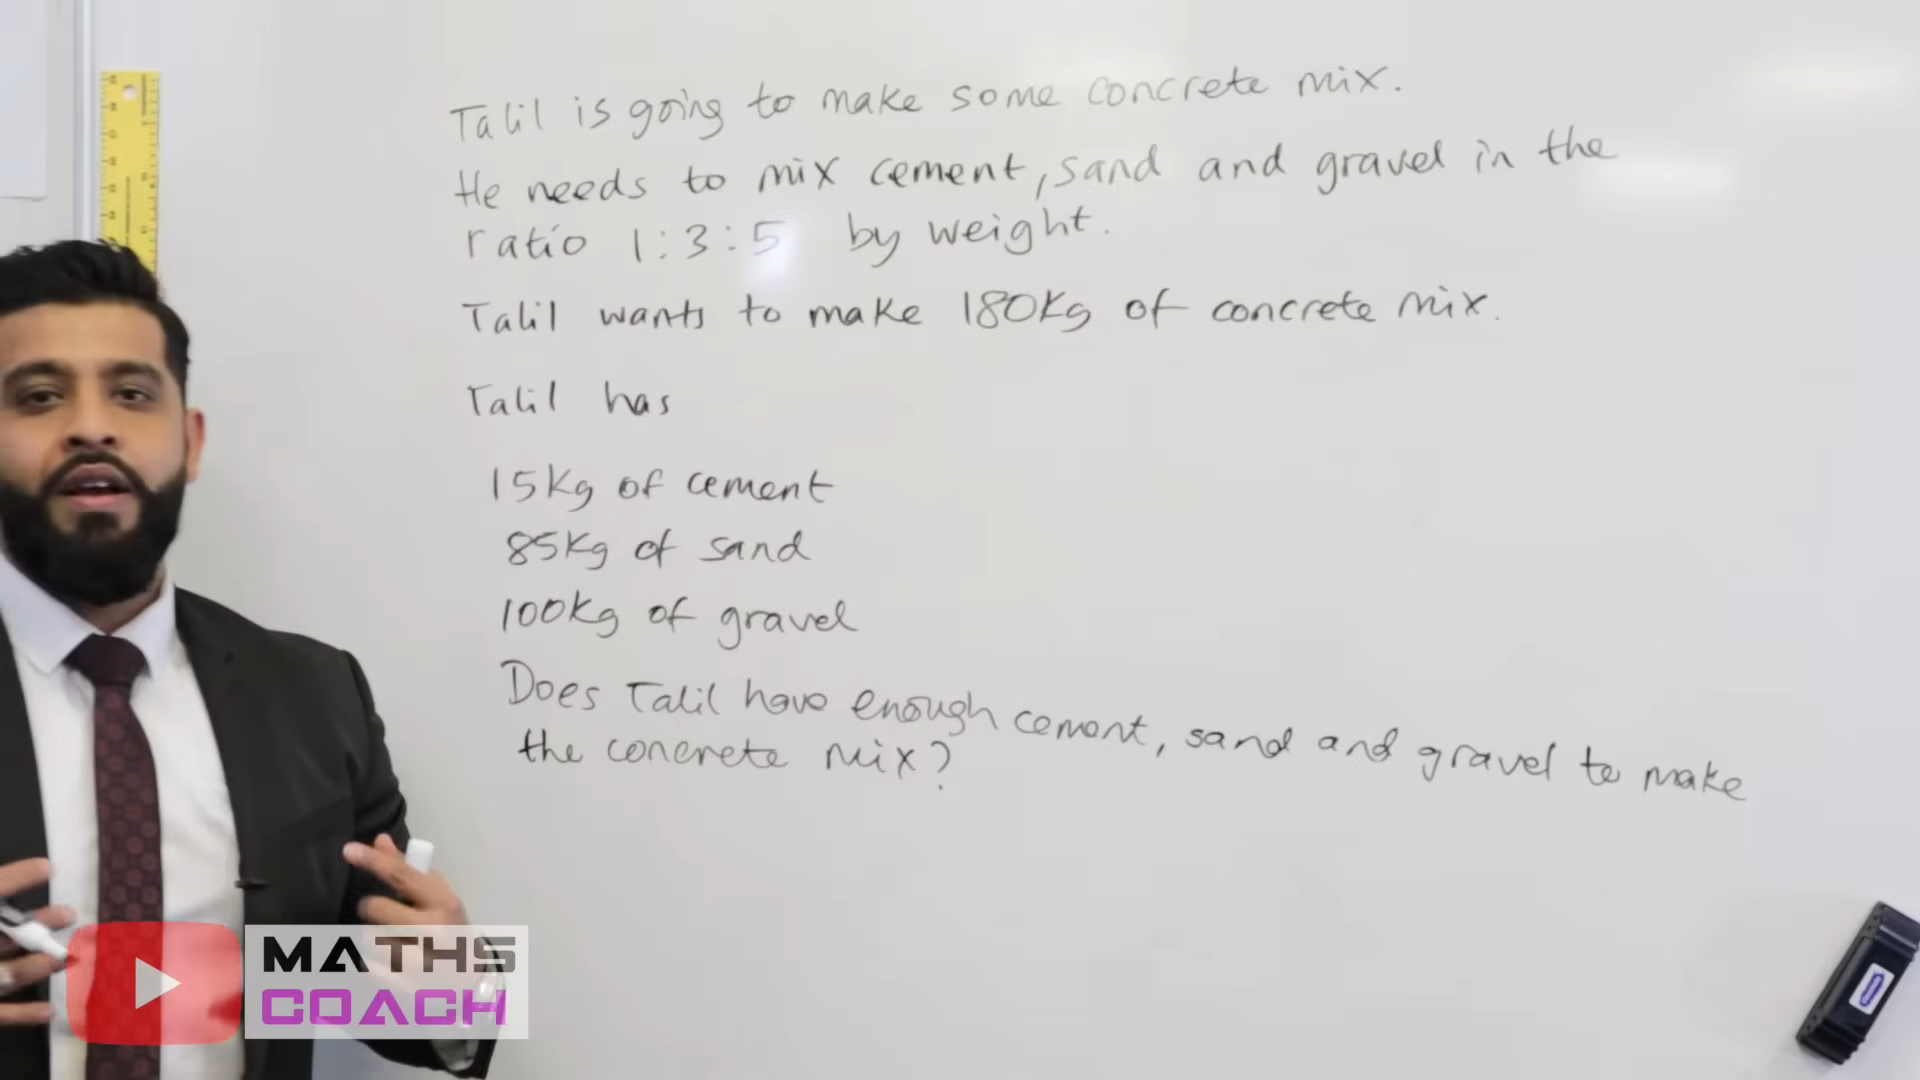 Talil is going to make some concrete mix.
He needs to mix cement, sand and gravel in the
ratio 1:3:5 by weight.
Talil wants to make 180Kg of concrete mix.
Talil has
15Kg of cement
85Kg of sand
100Kg of gravel
Does Talil have enough cement, sand and gravel to make
the concrete mix?
MATHS
COACH